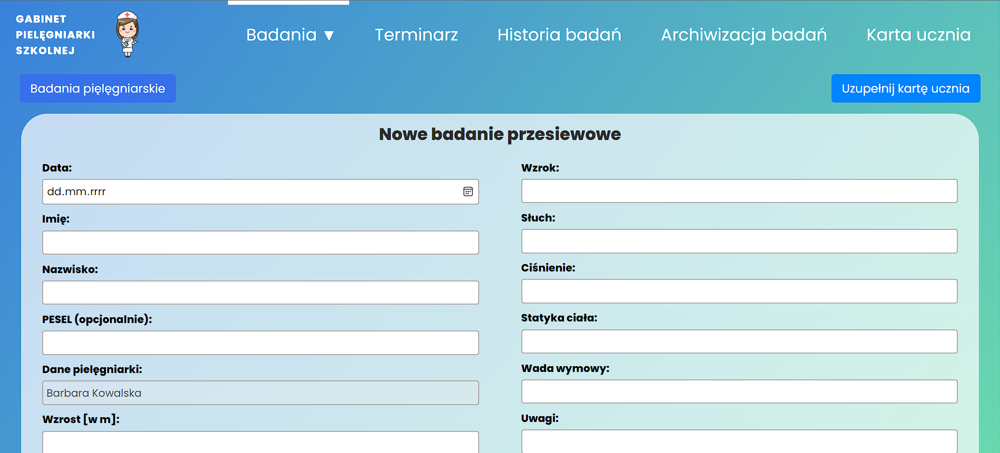 GABINET
PIELĘGNIARKI
SZKOLNEJ
Badania ▼
Terminarz
Historia badań
Archiwizacja badań
Karta ucznia
Badania pięlęgniarskie
Uzupełnij kartę ucznia
Nowe badanie przesiewowe
Data:
dd.mm.rrrr
Imię:
Nazwisko:
PESEL (opcjonalnie):
Dane pielęgniarki:
Barbara Kowalska
Wzrost [w m]:
Wzrok:
Słuch:
Ciśnienie:
Statyka ciała:
Wada wymowy:
Uwagi: